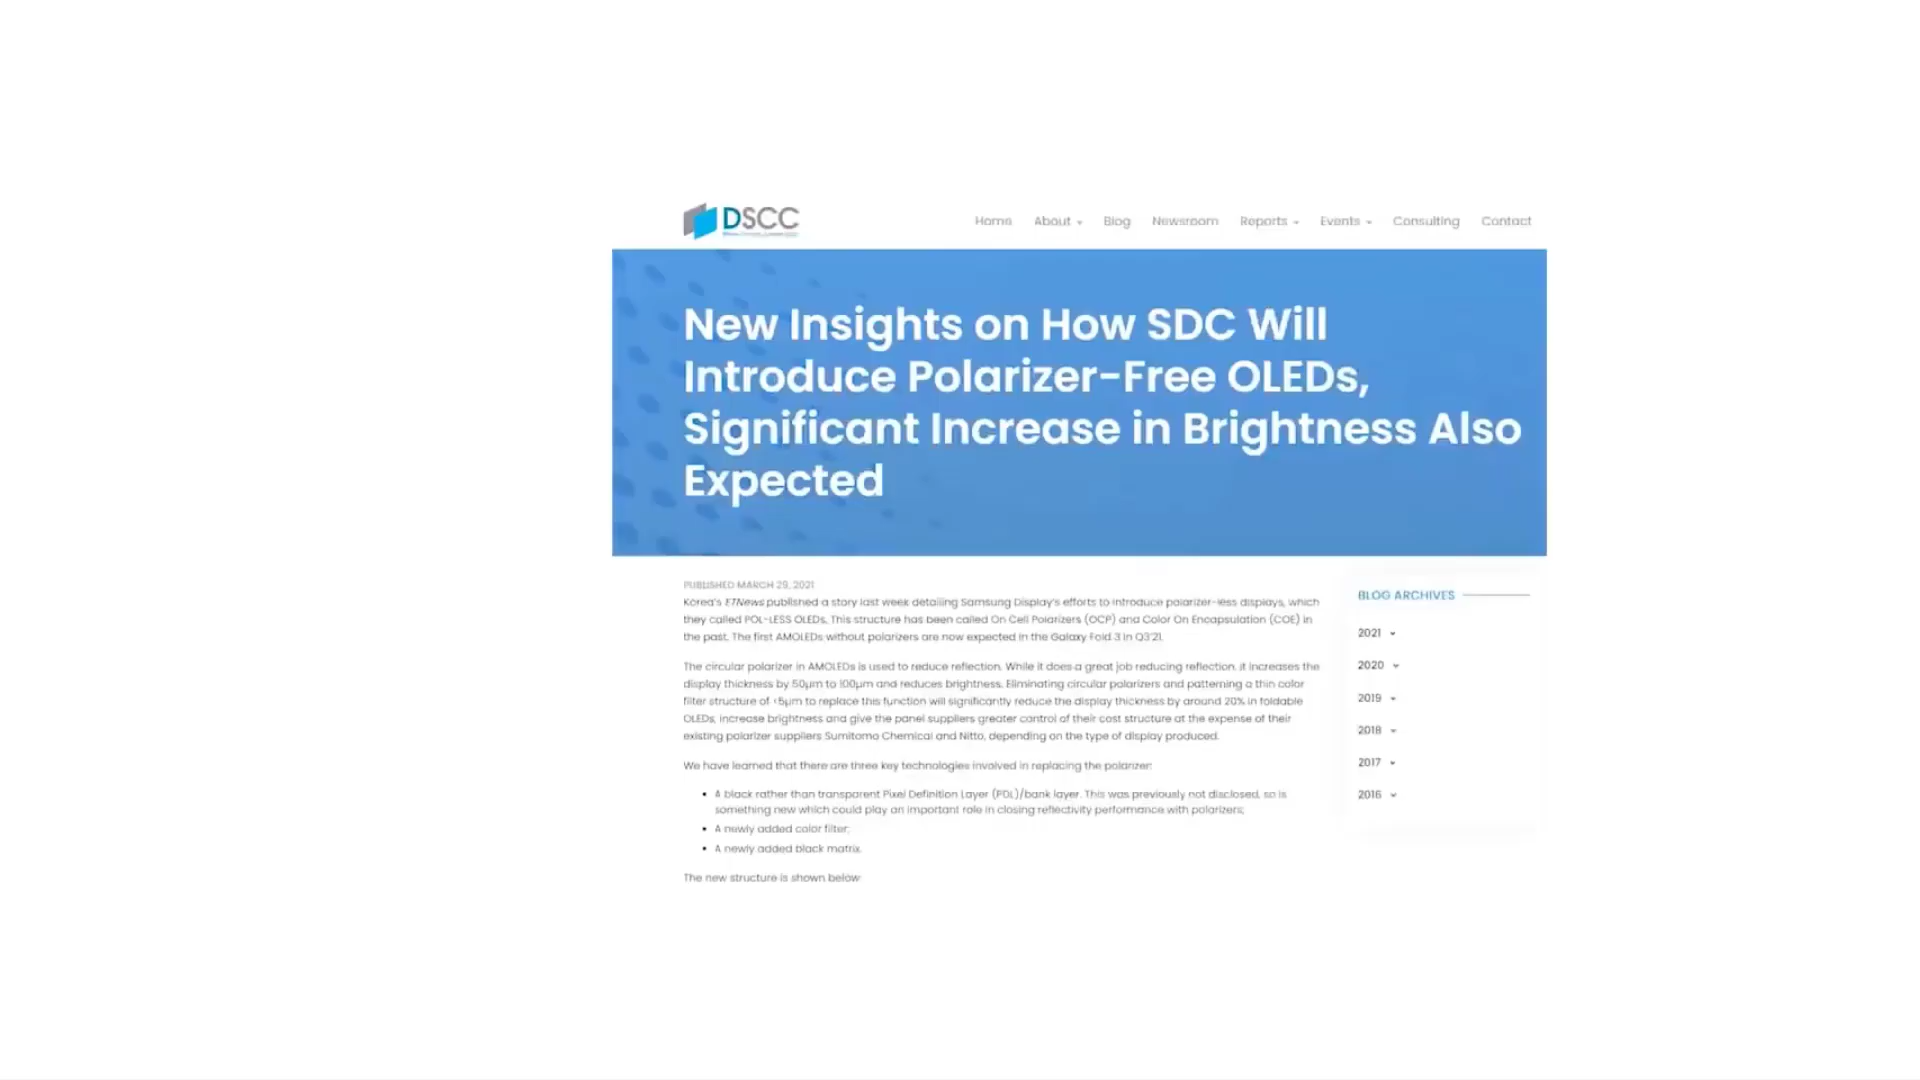 DSCC
Home About Blog Newsroom Reports Events Consulting Contact
New Insights on How SDC Will
Introduce Polarizer-Free OLEDs,
Significant Increase in Brightness Also
Expected
PUBLISHED MARCH 29, 2021
Korea's ETNews published a story last week detailing Samsung Display's efforts to introduce polarizer-less displays, which
they called POL-LESS OLEDs. This structure has been called On Cell Polarizers (OCP) and Color On Encapsulation (COE) in
the past. The first AMOLEDs without polarizers are now expected in the Galaxy Fold 3 in Q3'21.
The circular polarizer in AMOLEDs is used to reduce reflection. While it does a great job reducing reflection, it increases the
display thickness by 50µm to 100µm and reduces brightness. Eliminating circular polarizers and patterning a thin color
filter structure of <5µm to replace this function will significantly reduce the display thickness by around 20% in foldable
OLEDs, increase brightness and give the panel suppliers greater control of their cost structure at the expense of their
existing polarizer suppliers Sumitomo Chemical and Nitto, depending on the type of display produced.
We have learned that there are three key technologies involved in replacing the polarizer:
• A black rather than transparent Pixel Definition Layer (PDL)/bank layer. This was previously not disclosed, so is
something new which could play an important role in closing reflectivity performance with polarizers;
• A newly added color filter;
• A newly added black matrix.
The new structure is shown below
BLOG ARCHIVES
2021
2020
2019
2018
2017
2016